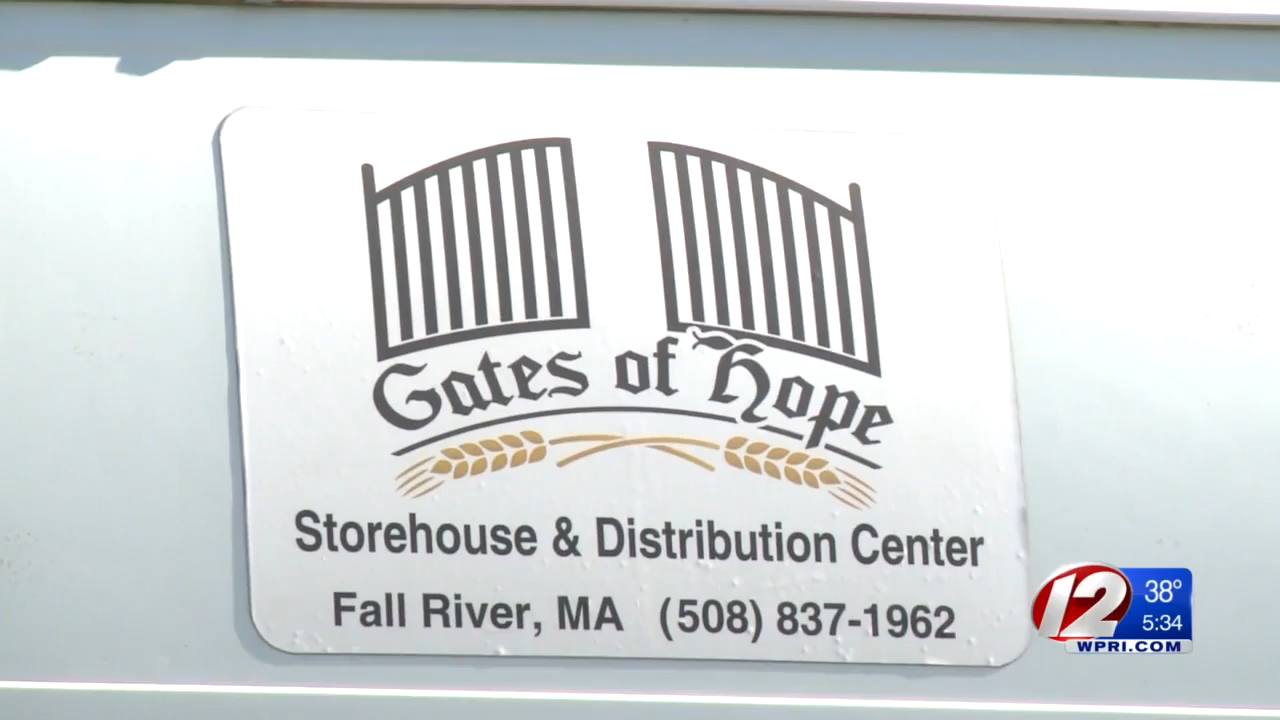 Gates of Hope
Storehouse & Distribution Center
Fall River, MA (508) 837-1962
12
38°
5:34
WPRI.COM